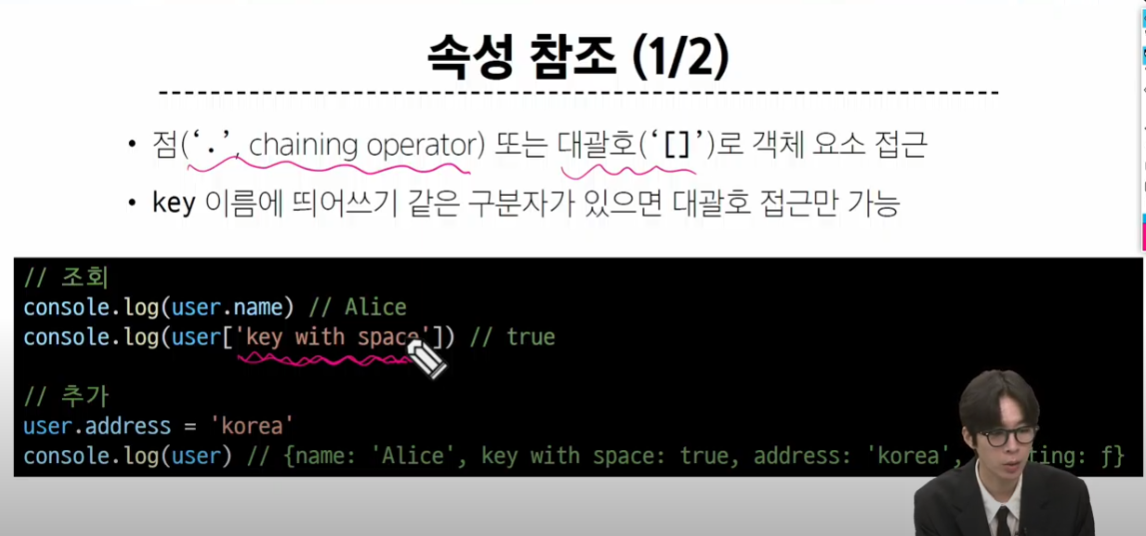 속성 참조 (1/2)
• 점(‘.’, chaining operator) 또는 대괄호(‘[]’)로 객체 요소 접근
• key 이름에 띄어쓰기 같은 구분자가 있으면 대괄호 접근만 가능
// 조회
console.log(user.name) // Alice
console.log(user['key with space']) // true
// 추가
user.address = 'korea'
console.log(user) // {name: 'Alice', key with space: true, address: 'korea', ting: ƒ}